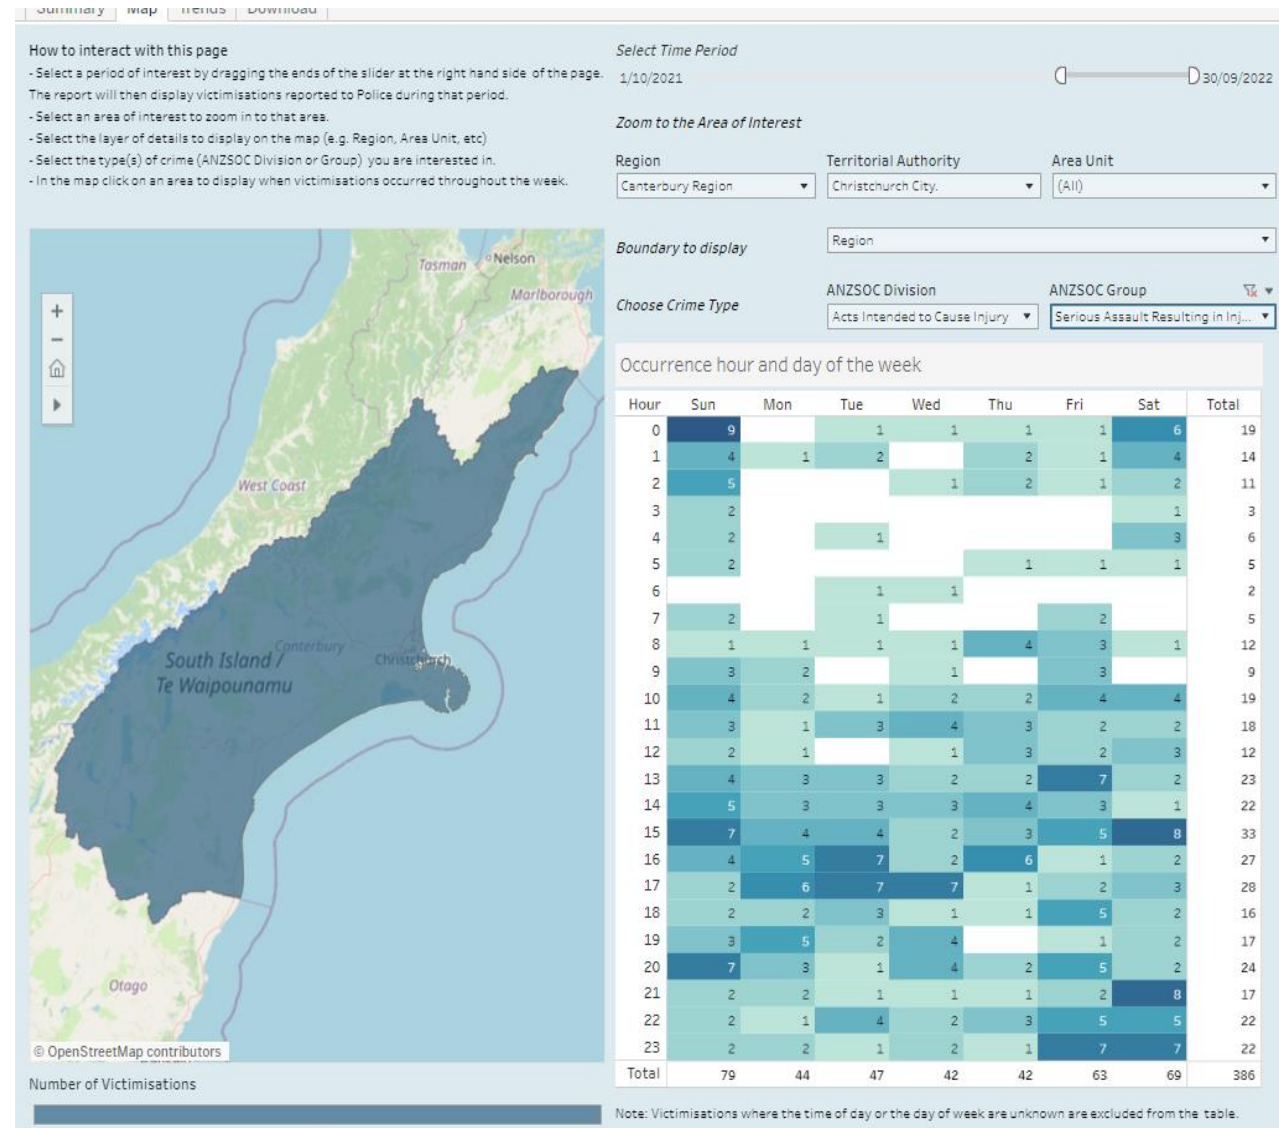 Summary Map Trends Download
How to interact with this page
- Select a period of interest by dragging the ends of the slider at the right hand side of the page.
The report will then display victimisations reported to Police during that period.
- Select an area of interest to zoom in to that area.
- Select the layer of details to display on the map (e.g. Region, Area Unit, etc)
- Select the type(s) of crime (ANZSOC Division or Group) you are interested in.
- In the map click on an area to display when victimisations occurred throughout the week.
Select Time Period
1/10/2021 30/09/2022
Zoom to the Area of Interest
Region Territorial Authority Area Unit
Canterbury Region Christchurch City. (All)
Boundary to display Region
ANZSOC Division ANZSOC Group
Choose Crime Type Acts Intended to Cause Injury Serious Assault Resulting in Inj...
Tasman Nelson
Marlborough
West Coast
Canterbury
South Island / Christchurch
Te Waipounamu
Otago
© OpenStreetMap contributors
Number of Victimisations
Occurrence hour and day of the week
Hour Sun Mon Tue Wed Thu Fri Sat Total
0 9 1 1 1 1 6 19
1 4 1 2 2 1 4 14
2 5 1 2 1 2 11
3 2 1 3
4 2 1 3 6
5 2 1 1 1 5
6 1 1 2
7 2 1 2 5
8 1 1 1 1 4 3 1 12
9 3 2 1 3 9
10 4 2 1 2 2 4 4 19
11 3 1 3 4 3 2 2 18
12 2 1 1 3 2 3 12
13 4 3 3 2 2 7 2 23
14 5 3 3 3 4 3 1 22
15 7 4 4 2 3 5 8 33
16 4 5 7 2 6 1 2 27
17 2 6 7 7 1 2 3 28
18 2 2 3 1 1 5 2 16
19 3 5 2 4 1 2 17
20 7 3 1 4 2 5 2 24
21 2 2 1 1 1 2 8 17
22 2 1 4 2 3 5 5 22
23 2 2 1 2 1 7 7 22
Total 79 44 47 42 42 63 69 386
Note: Victimisations where the time of day or the day of week are unknown are excluded from the table.